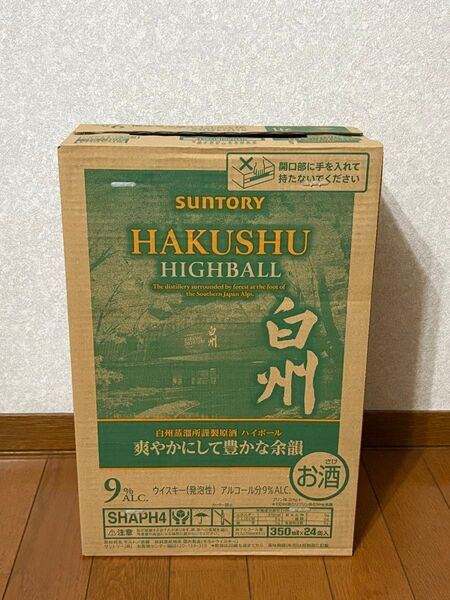 開口部に手を入れて
持たないでください
SUNTORY
HAKUSHU
HIGHBALL
The distillery surrounded by forest at the foot of
the Southern Japan Alps.
白州
白州蒸溜所謹製原酒 ハイボール
爽やかにして豊かな余韻
さけ
お酒
9% ALC. ウイスキー(発泡性) アルコール分9%ALC.
SHAPH4
⚠注意
350ml×24缶入